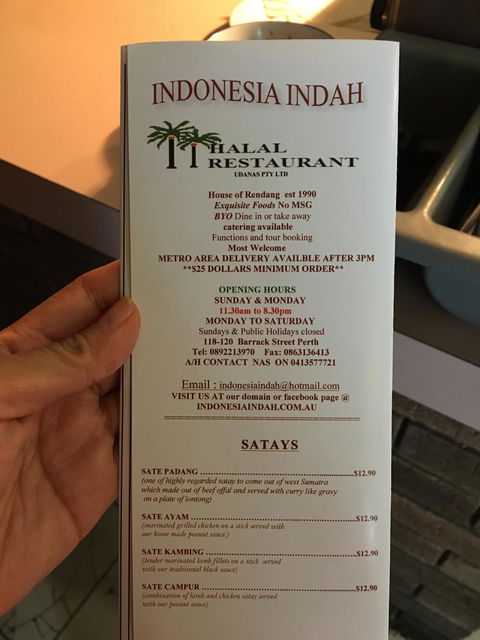 INDONESIA INDAH
HALAL
RESTAURANT
UDANAS PTY LTD
House of Rendang est 1990
Exquisite Foods No MSG
BYO Dine in or take away
catering available
Functions and tour booking
Most Welcome
METRO AREA DELIVERY AVAILBLE AFTER 3PM
**$25 DOLLARS MINIMUM ORDER**
OPENING HOURS
SUNDAY & MONDAY
11.30am to 8.30pm
MONDAY TO SATURDAY
Sundays & Public Holidays closed
118-120 Barrack Street Perth
Tel: 0892213970 Fax: 0863136413
A/H CONTACT NAS ON 0413577721
Email : indonesiaindah@hotmail.com
VISIT US AT our domain or facebook page @
INDONESIAINDAH.COM.AU
SATAYS
SATE PADANG ..................................................$12.90
(one of highly regarded satay to come out of west Sumatra
which made out of beef offal and served with curry like gravy
on a plate of lontong)
SATE AYAM ......................................................$12.90
(marinated grilled chicken on a stick served with
our home made peanut sauce,)
SATE KAMBING ................................................$12.90
(tender marinated lamb fillets on a stick served
with our traditional black sauce)
SATE CAMPUR ..................................................$12.90
(combination of lamb and chicken satay served
with our peanut sauce)